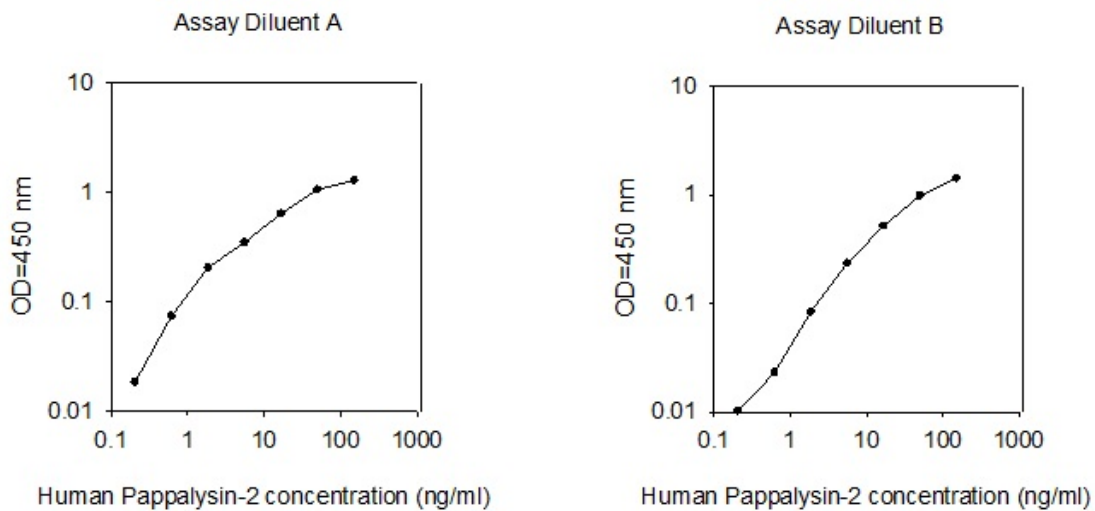 Assay Diluent A
10
1
0.1
0.01
OD=450 nm
0.1 1 10 100 1000
Human Pappalysin-2 concentration (ng/ml)
Assay Diluent B
10
1
0.1
0.01
OD=450 nm
0.1 1 10 100 1000
Human Pappalysin-2 concentration (ng/ml)